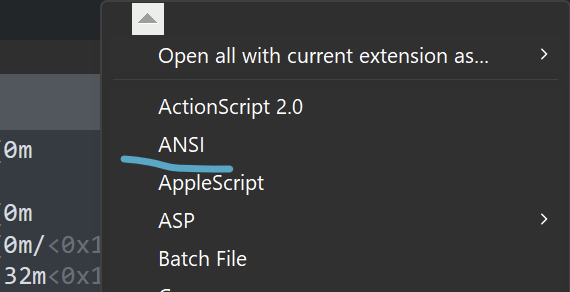 Open all with current extension as...
ActionScript 2.0
0m
ANSI
AppleScript
0m
ASP
0m/<0x1
Batch File
32m<0x1